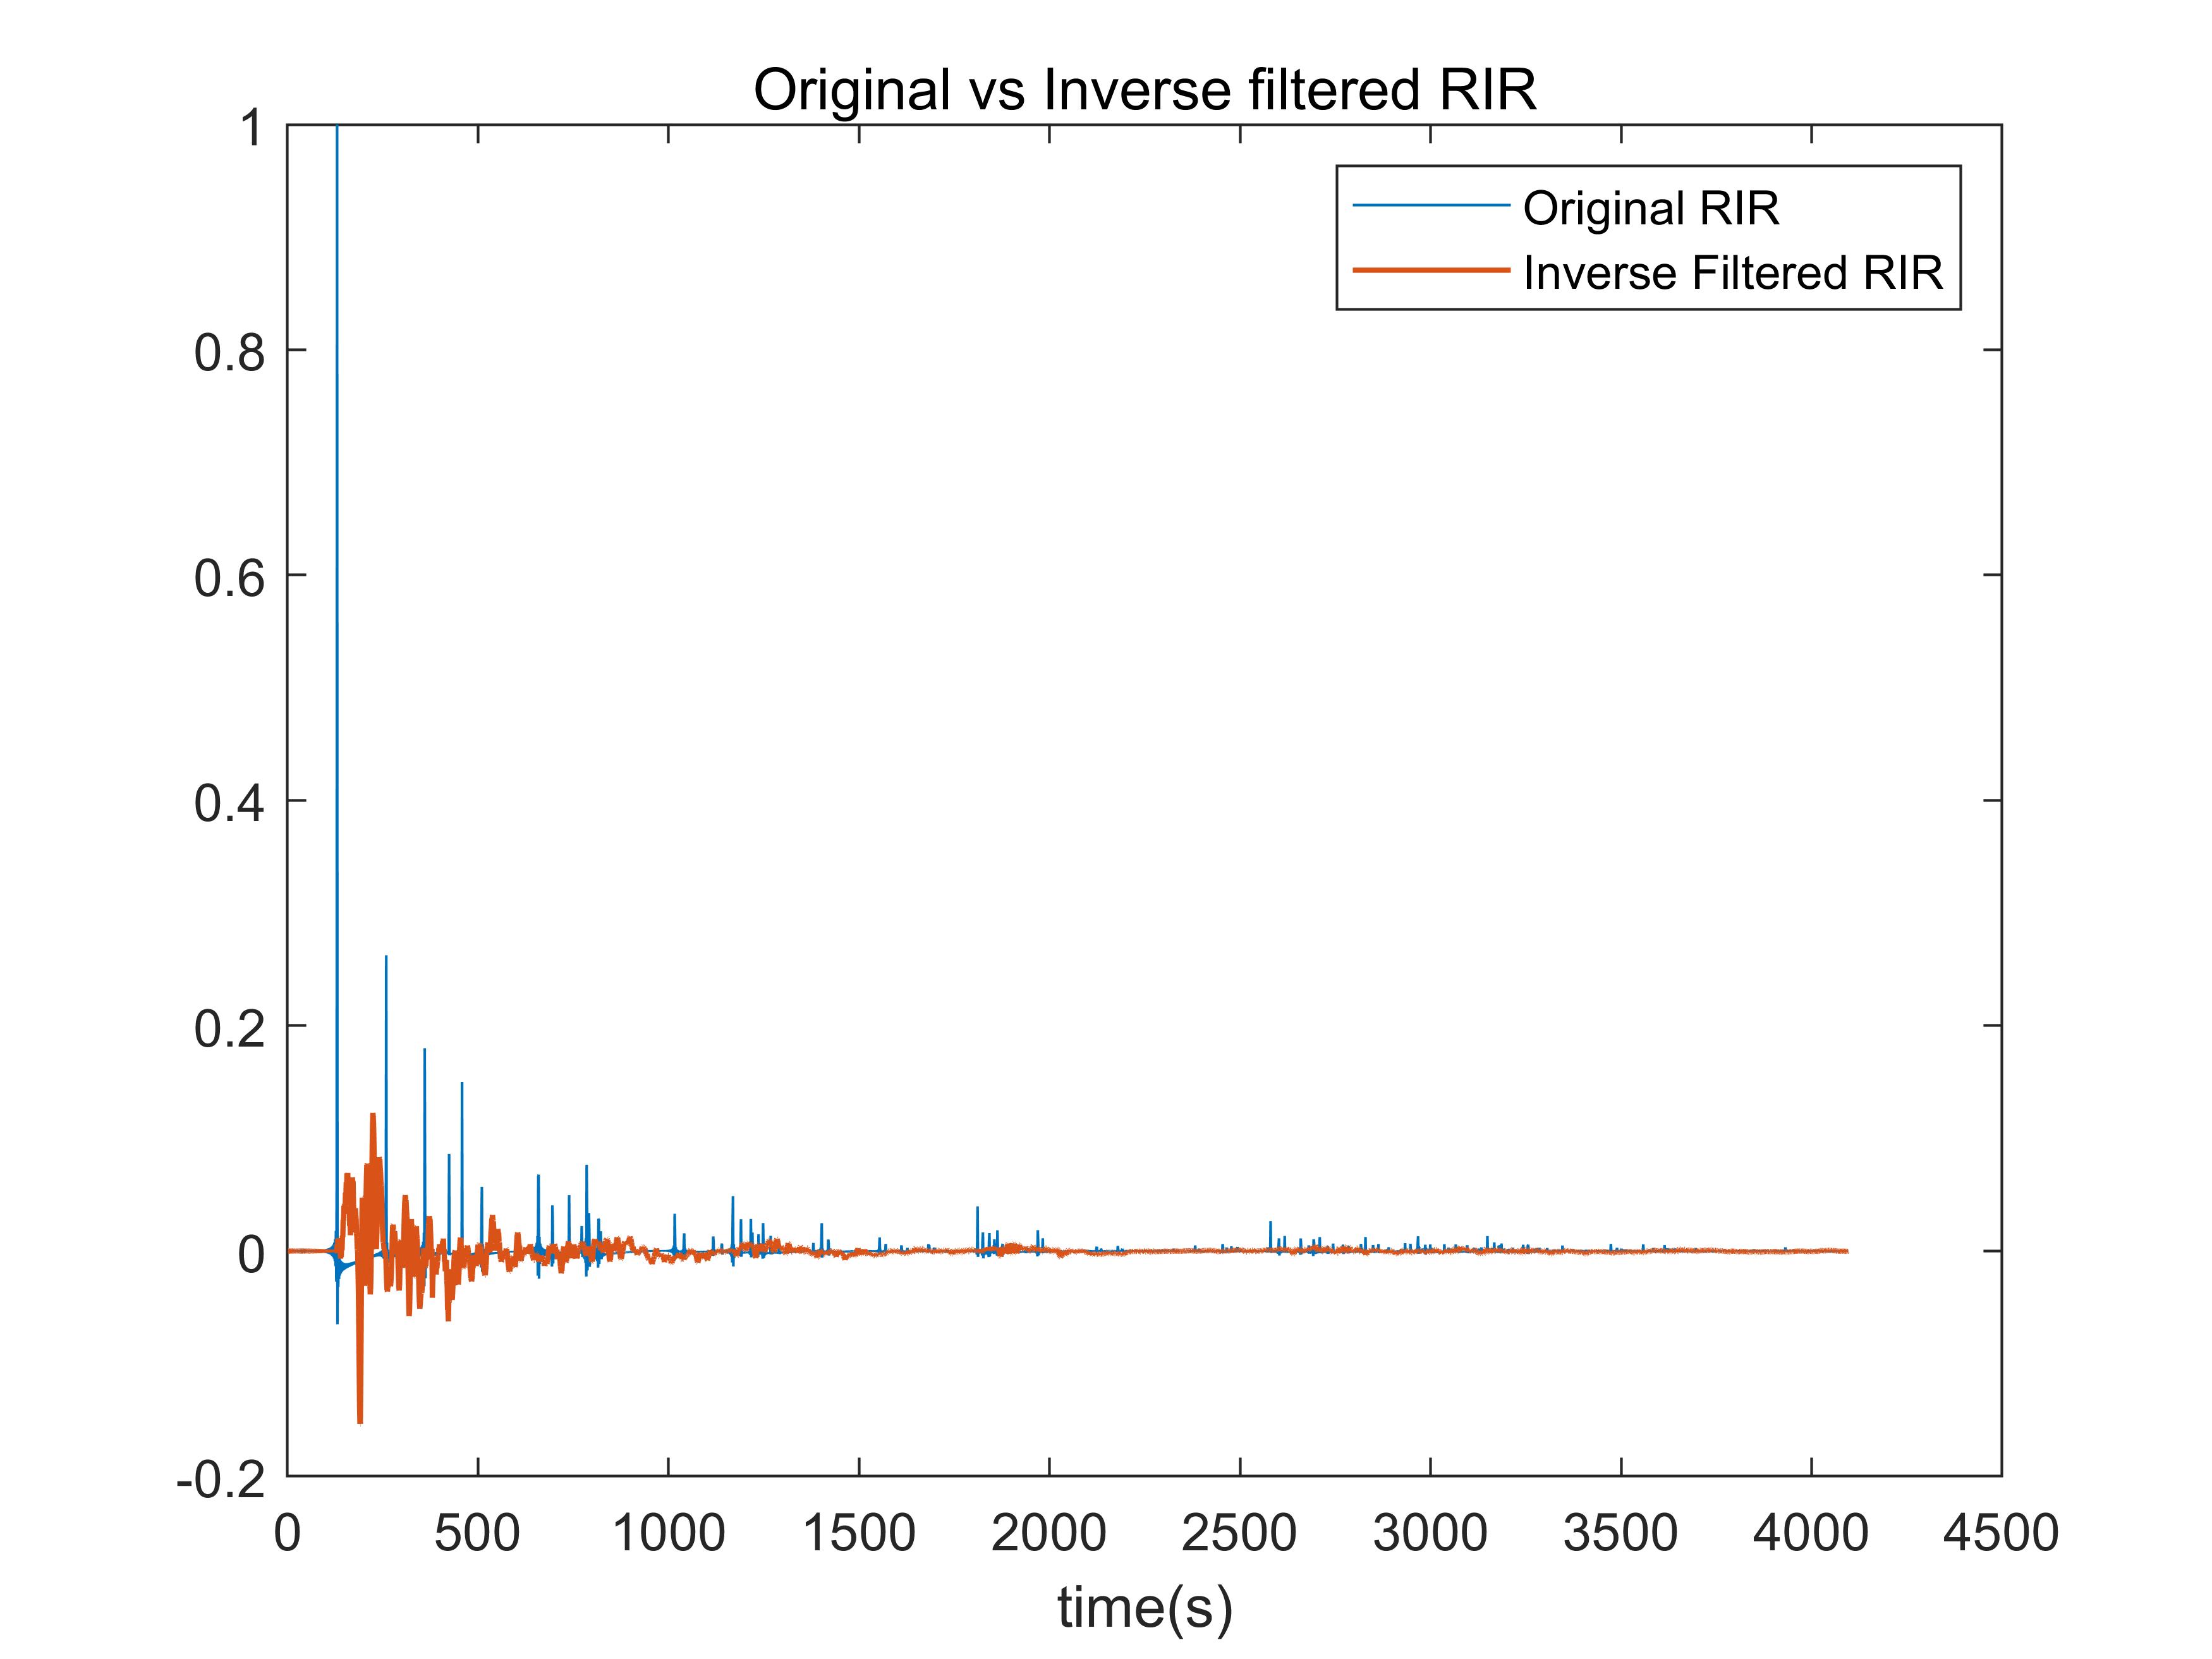 Original vs Inverse filtered RIR
1
0.8
0.6
0.4
0.2
0
-0.2
Original RIR
Inverse Filtered RIR
0 500 1000 1500 2000 2500 3000 3500 4000 4500
time(s)